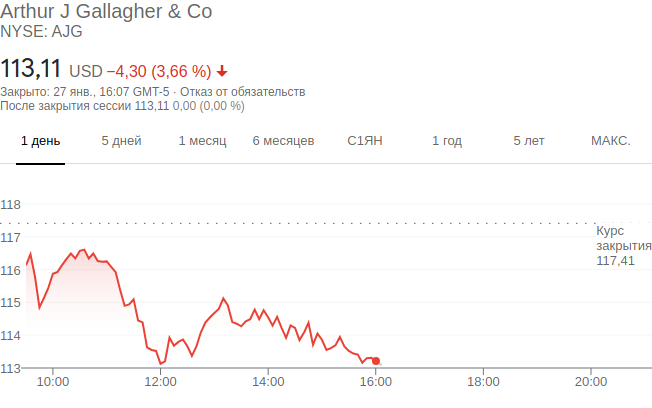 Arthur J Gallagher & Co
NYSE: AJG
113,11 USD −4,30 (3,66 %)
Закрыто: 27 янв., 16:07 GMT-5 · Отказ от обязательств
После закрытия сессии 113,11 0,00 (0,00 %)
1 день 5 дней 1 месяц 6 месяцев С1ЯН 1 год 5 лет МАКС.
118
117
116
115
114
113
Курс
закрытия
117,41
10:00 12:00 14:00 16:00 18:00 20:00